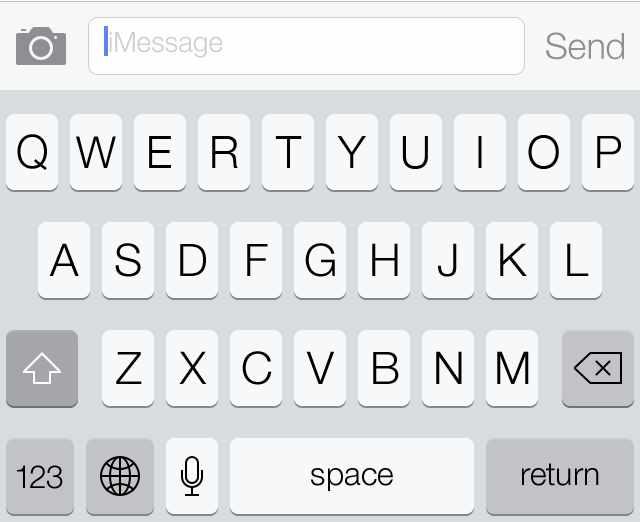 iMessage Send
Q W E R T Y U I O P
A S D F G H J K L
Z X C V B N M
123 space return